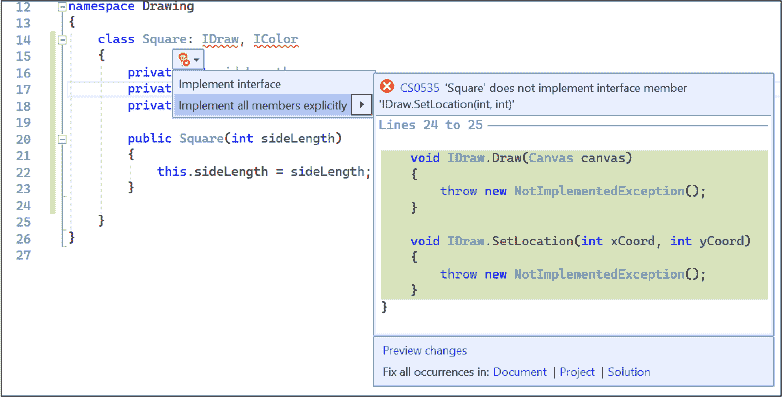 12 namespace Drawing
13 {
14 class Square: IDraw, IColor
15 {
16 privat
17 privat
18 privat
19
20 public Square(int sideLength)
21 {
22 this.sideLength = sideLength;
23 }
24
25 }
26 }
27
Implement interface
Implement all members explicitly
CS0535 'Square' does not implement interface member
'IDraw.SetLocation(int, int)'
Lines 24 to 25
void IDraw.Draw(Canvas canvas)
{
throw new NotImplementedException();
}
void IDraw.SetLocation(int xCoord, int yCoord)
{
throw new NotImplementedException();
}
}
Preview changes
Fix all occurrences in: Document | Project | Solution